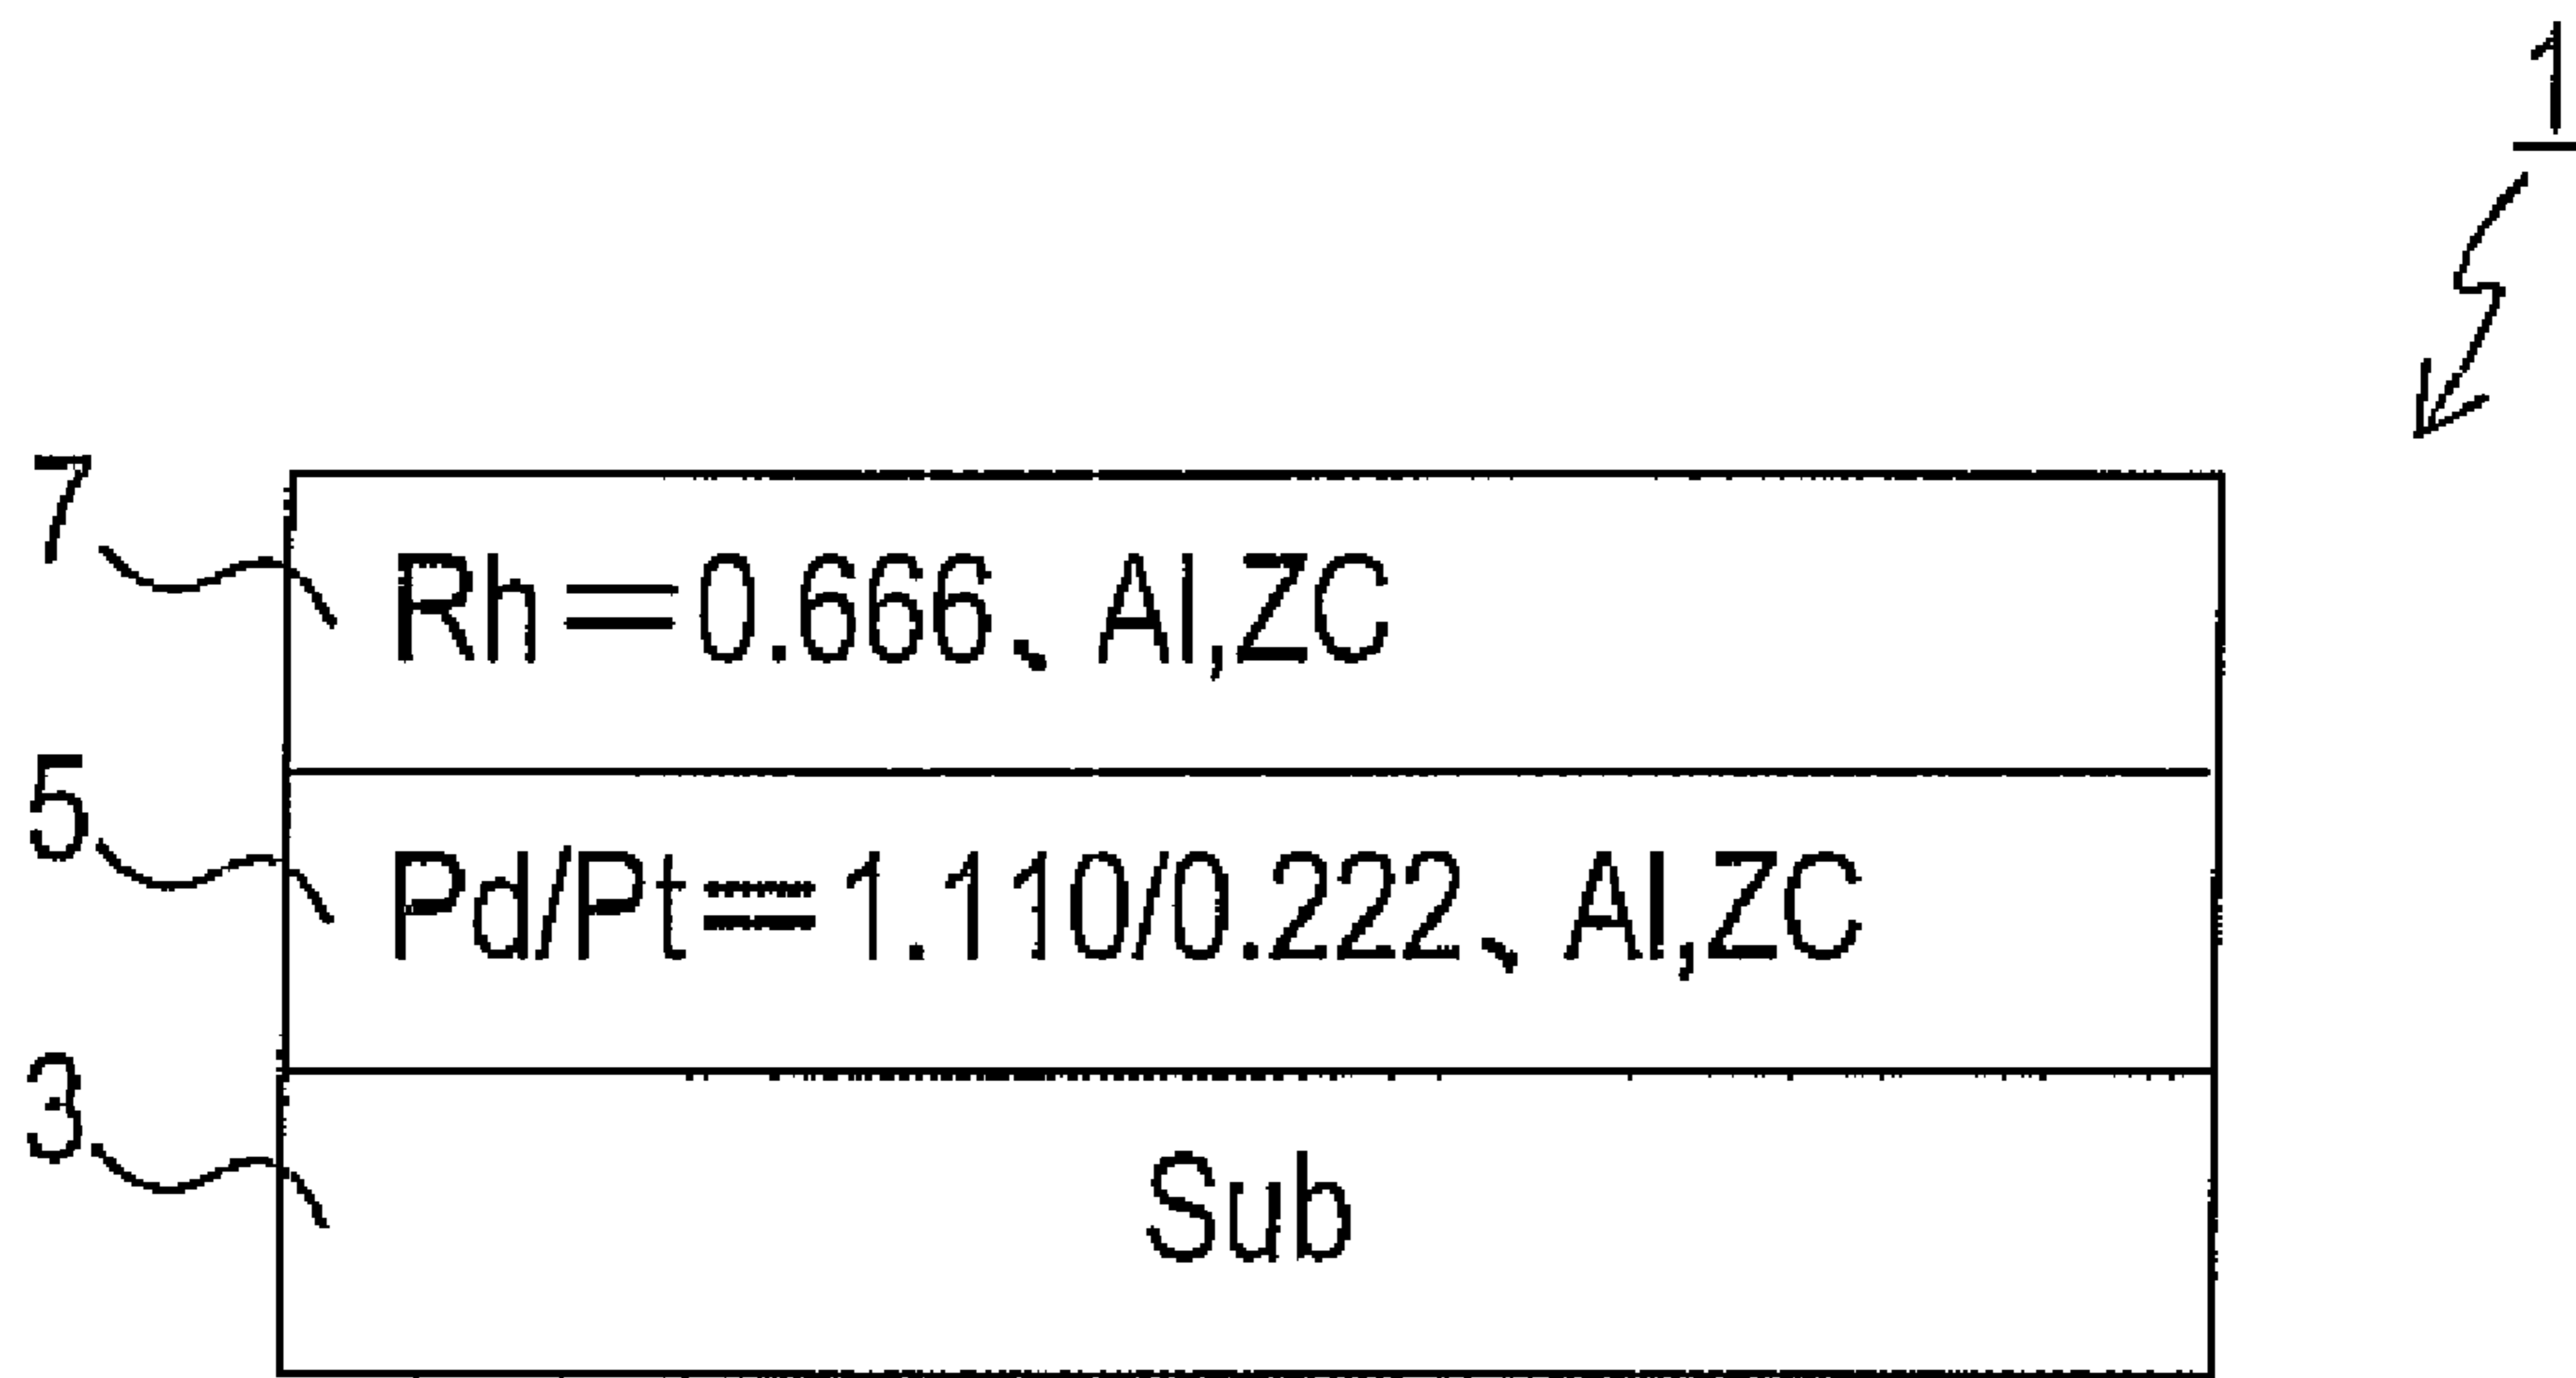 1
7
Rh=0.666、Al,ZC
5
Pd/Pt=1.110/0.222、Al,ZC
3
Sub